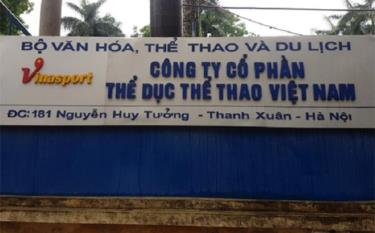 BỘ VĂN HÓA, THỂ THAO VÀ DU LỊCH
Vinasport
CÔNG TY CỔ PHẦN
THỂ DỤC THỂ THAO VIỆT NAM
ĐC:181 Nguyễn Huy Tưởng - Thanh Xuân - Hà Nội